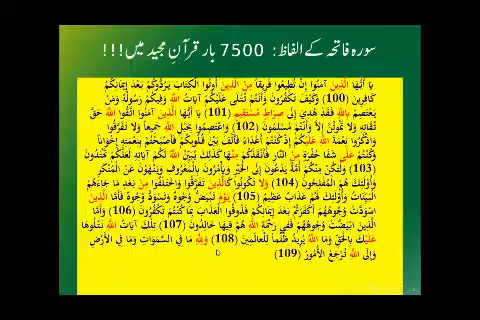 سورہ فاتحہ کے الفاظ: 7500 بار قرآنِ مجید میں!!!
يَا أَيُّهَا الَّذِينَ آمَنُوا إِنْ تُطِيعُوا فَرِيقًا مِنَ الَّذِينَ أُوتُوا الْكِتَابَ يَرُدُّوكُمْ بَعْدَ إِيمَانِكُمْ
كَافِرِينَ (100) وَكَيْفَ تَكْفُرُونَ وَأَنْتُمْ تُتْلَى عَلَيْكُمْ آيَاتُ اللَّهِ وَفِيكُمْ رَسُولُهُ وَمَنْ
يَعْتَصِمْ بِاللَّهِ فَقَدْ هُدِيَ إِلَى صِرَاطٍ مُسْتَقِيمٍ (101) يَا أَيُّهَا الَّذِينَ آمَنُوا اتَّقُوا اللَّهَ حَقَّ
تُقَاتِهِ وَلَا تَمُوتُنَّ إِلَّا وَأَنْتُمْ مُسْلِمُونَ (102) وَاعْتَصِمُوا بِحَبْلِ اللَّهِ جَمِيعًا وَلَا تَفَرَّقُوا
وَاذْكُرُوا نِعْمَةَ اللَّهِ عَلَيْكُمْ إِذْ كُنْتُمْ أَعْدَاءً فَأَلَّفَ بَيْنَ قُلُوبِكُمْ فَأَصْبَحْتُمْ بِنِعْمَتِهِ إِخْوَانًا
وَكُنْتُمْ عَلَى شَفَا حُفْرَةٍ مِنَ النَّارِ فَأَنْقَذَكُمْ مِنْهَا كَذَلِكَ يُبَيِّنُ اللَّهُ لَكُمْ آيَاتِهِ لَعَلَّكُمْ تَهْتَدُونَ
(103) وَلْتَكُنْ مِنْكُمْ أُمَّةٌ يَدْعُونَ إِلَى الْخَيْرِ وَيَأْمُرُونَ بِالْمَعْرُوفِ وَيَنْهَوْنَ عَنِ الْمُنْكَرِ
وَأُولَئِكَ هُمُ الْمُفْلِحُونَ (104) وَلَا تَكُونُوا كَالَّذِينَ تَفَرَّقُوا وَاخْتَلَفُوا مِنْ بَعْدِ مَا جَاءَهُمُ
الْبَيِّنَاتُ وَأُولَئِكَ لَهُمْ عَذَابٌ عَظِيمٌ (105) يَوْمَ تَبْيَضُّ وُجُوهٌ وَتَسْوَدُّ وُجُوهٌ فَأَمَّا الَّذِينَ
اسْوَدَّتْ وُجُوهُهُمْ أَكَفَرْتُمْ بَعْدَ إِيمَانِكُمْ فَذُوقُوا الْعَذَابَ بِمَا كُنْتُمْ تَكْفُرُونَ (106) وَأَمَّا
الَّذِينَ ابْيَضَّتْ وُجُوهُهُمْ فَفِي رَحْمَةِ اللَّهِ هُمْ فِيهَا خَالِدُونَ (107) تِلْكَ آيَاتُ اللَّهِ نَتْلُوهَا
عَلَيْكَ بِالْحَقِّ وَمَا اللَّهُ يُرِيدُ ظُلْمًا لِلْعَالَمِينَ (108) وَلِلَّهِ مَا فِي السَّمَوَاتِ وَمَا فِي الْأَرْضِ
وَإِلَى اللَّهِ تُرْجَعُ الْأُمُورُ (109)